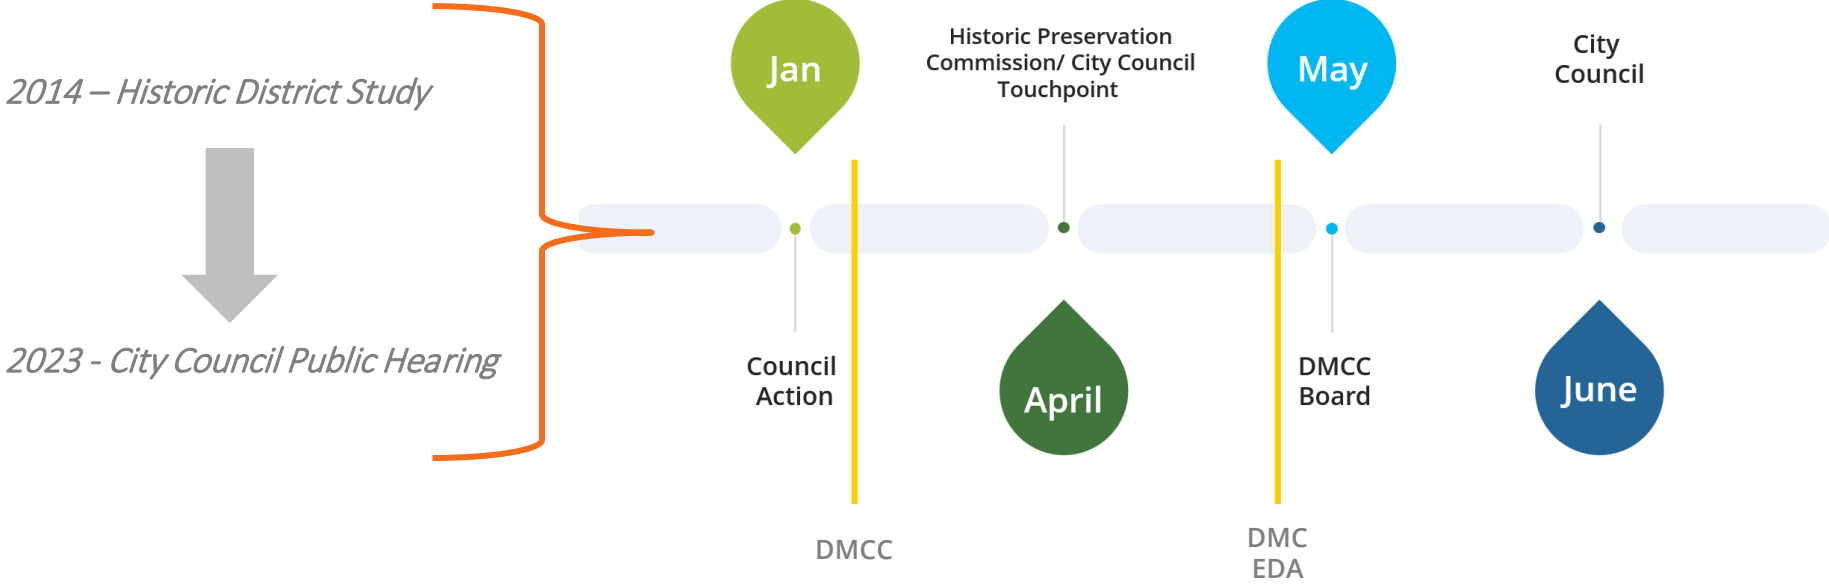 2014 – Historic District Study
2023 - City Council Public Hearing
Jan
Council
Action
DMCC
Historic Preservation
Commission/ City Council
Touchpoint
April
DMC
EDA
May
DMCC
Board
City
Council
June